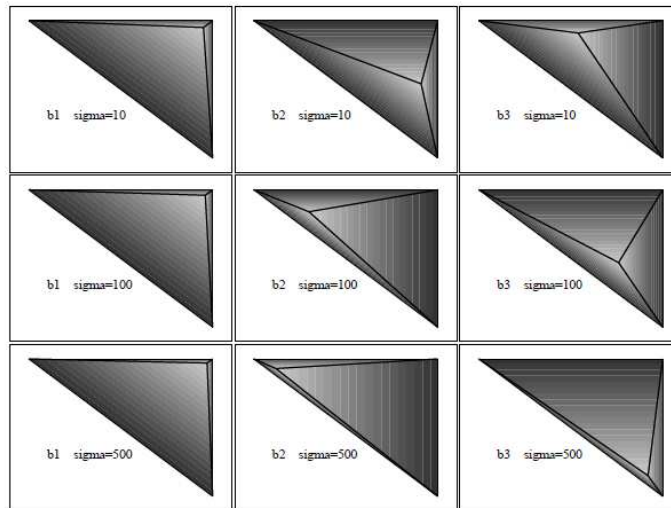 b1 sigma=10
b2 sigma=10
b3 sigma=10
b1 sigma=100
b2 sigma=100
b3 sigma=100
b1 sigma=500
b2 sigma=500
b3 sigma=500